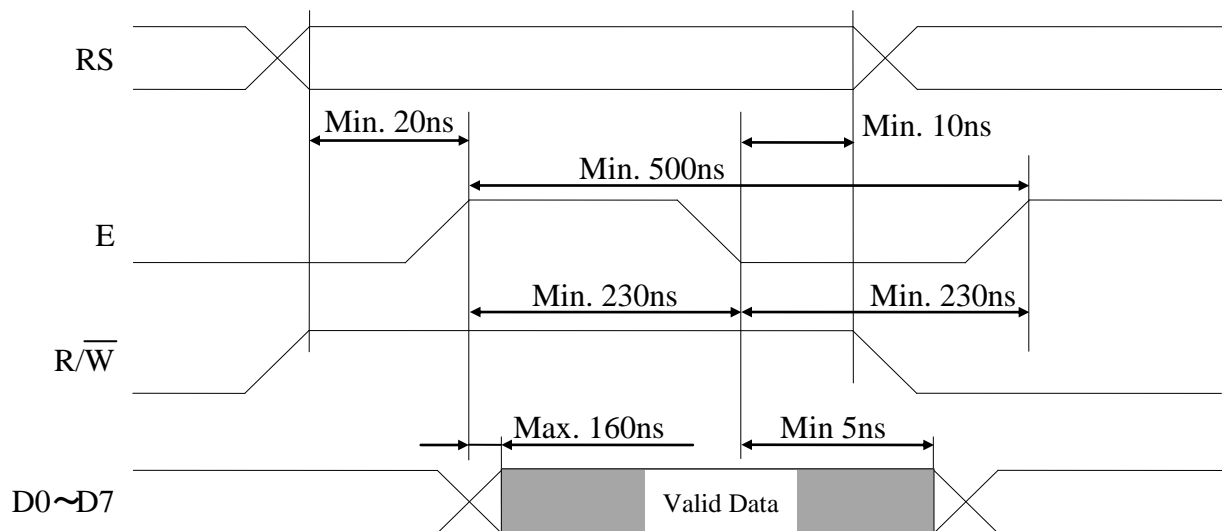 RS
Min. 20ns
Min. 10ns
Min. 500ns
E
Min. 230ns
Min. 230ns
R/W̅
Max. 160ns
Min 5ns
D0～D7
Valid Data